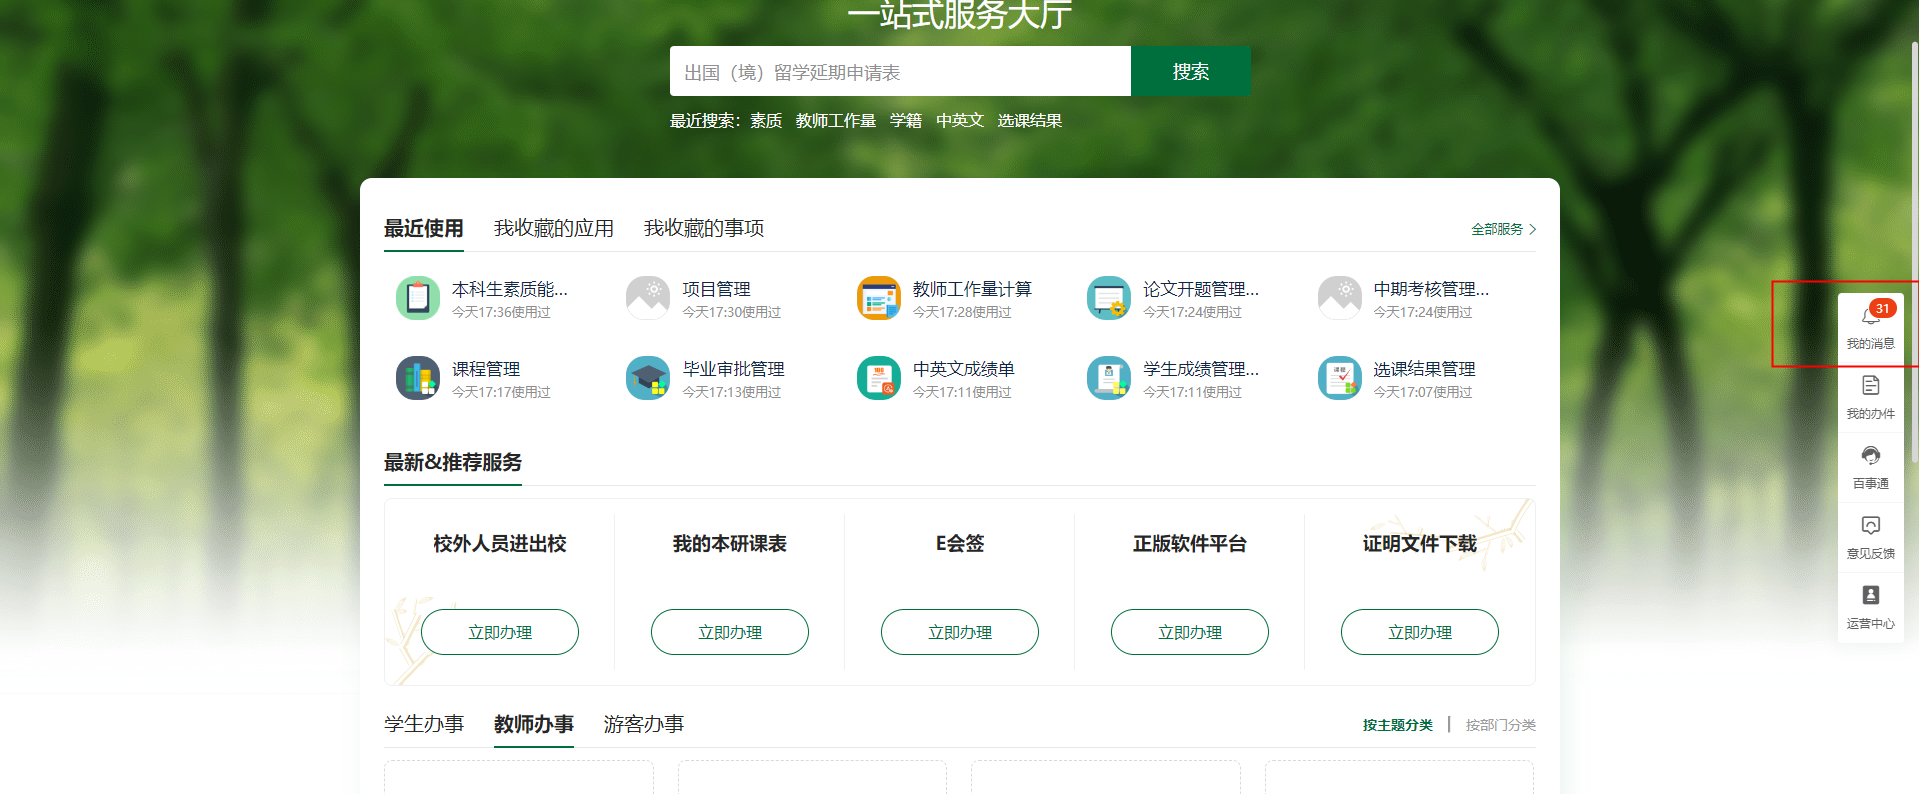 一站式服务大厅
出国（境）留学延期申请表
搜索
最近搜索： 素质 教师工作量 学籍 中英文 选课结果
最近使用 我收藏的应用 我收藏的事项 全部服务
本科生素质能... 项目管理 教师工作量计算 论文开题管理... 中期考核管理...
今天17:36使用过 今天17:30使用过 今天17:28使用过 今天17:24使用过 今天17:24使用过
课程管理 毕业审批管理 中英文成绩单 学生成绩管理... 选课结果管理
今天17:17使用过 今天17:13使用过 今天17:11使用过 今天17:11使用过 今天17:07使用过
最新&推荐服务
校外人员进出校 我的本研课表 E会签 正版软件平台 证明文件下载
立即办理 立即办理 立即办理 立即办理 立即办理
学生办事 教师办事 游客办事 按主题分类 | 按部门分类
31
我的消息
我的办件
百事通
意见反馈
运营中心